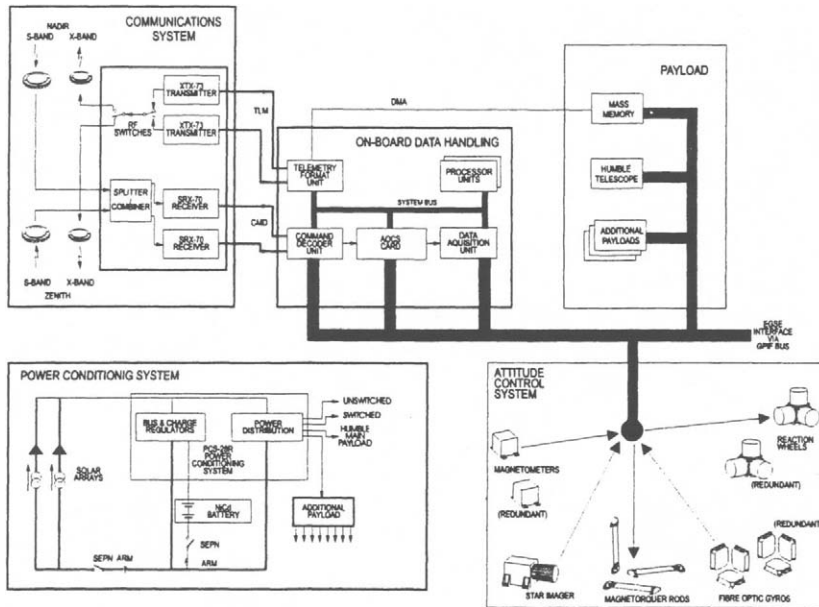 COMMUNICATIONS
SYSTEM
NADIR
S-BAND
X-BAND
XTX-73
TRANSMITTER
TLM
RF
SWITCHES
XTX-73
TRANSMITTER
SPLITTER
COMBINER
SRX-70
RECEIVER
CMD
SRX-70
RECEIVER
S-BAND
X-BAND
ZENITH
DMA
ON-BOARD DATA HANDLING
TELEMETRY
FORMAT
UNIT
PROCESSOR
UNITS
SYSTEM BUS
COMMAND
DECODER
UNIT
AOCS
CARD
DATA
AQUISITION
UNIT
PAYLOAD
MASS
MEMORY
HUMBLE
TELESCOPE
ADDITIONAL
PAYLOADS
EGSE
INTERFACE
VIA
GPIF BUS
POWER CONDITIONIG SYSTEM
BUS & CHARGE
REGULATORS
POWER
DISTRIBUTION
UNSWITCHED
SWITCHED
HUMBLE
MAIN
PAYLOAD
PCS-28R
POWER
CONDITIONING
SYSTEM
SOLAR
ARRAYS
NiCd
BATTERY
ADDITIONAL
PAYLOAD
SEPN
SEPN ARM
ARM
ATTITUDE
CONTROL
SYSTEM
MAGNETOMETERS
(REDUNDANT)
REACTION
WHEELS
(REDUNDANT)
(REDUNDANT)
STAR IMAGER
MAGNETORQUER RODS
FIBRE OPTIC GYROS